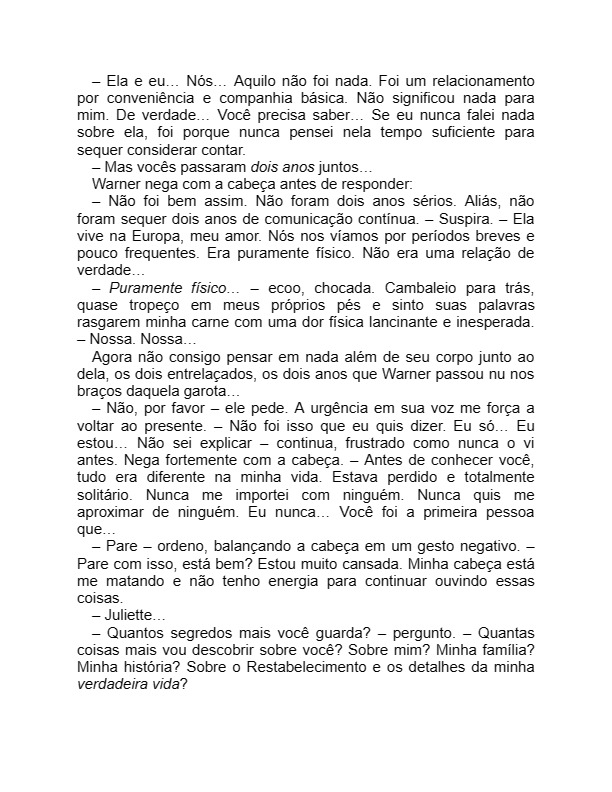 – Ela e eu… Nós… Aquilo não foi nada. Foi um relacionamento
por conveniência e companhia básica. Não significou nada para
mim. De verdade… Você precisa saber… Se eu nunca falei nada
sobre ela, foi porque nunca pensei nela tempo suficiente para
sequer considerar contar.
– Mas vocês passaram dois anos juntos…
Warner nega com a cabeça antes de responder:
– Não foi bem assim. Não foram dois anos sérios. Aliás, não
foram sequer dois anos de comunicação contínua. – Suspira. – Ela
vive na Europa, meu amor. Nós nos víamos por períodos breves e
pouco frequentes. Era puramente físico. Não era uma relação de
verdade…
– Puramente físico… – ecoo, chocada. Cambaleio para trás,
quase tropeço em meus próprios pés e sinto suas palavras
rasgarem minha carne com uma dor física lancinante e inesperada.
– Nossa. Nossa…
Agora não consigo pensar em nada além de seu corpo junto ao
dela, os dois entrelaçados, os dois anos que Warner passou nu nos
braços daquela garota…
– Não, por favor – ele pede. A urgência em sua voz me força a
voltar ao presente. – Não foi isso que eu quis dizer. Eu só… Eu
estou… Não sei explicar – continua, frustrado como nunca o vi
antes. Nega fortemente com a cabeça. – Antes de conhecer você,
tudo era diferente na minha vida. Estava perdido e totalmente
solitário. Nunca me importei com ninguém. Nunca quis me
aproximar de ninguém. Eu nunca… Você foi a primeira pessoa
que…
– Pare – ordeno, balançando a cabeça em um gesto negativo. –
Pare com isso, está bem? Estou muito cansada. Minha cabeça está
me matando e não tenho energia para continuar ouvindo essas
coisas.
– Juliette…
– Quantos segredos mais você guarda? – pergunto. – Quantas
coisas mais vou descobrir sobre você? Sobre mim? Minha família?
Minha história? Sobre o Restabelecimento e os detalhes da minha
verdadeira vida?